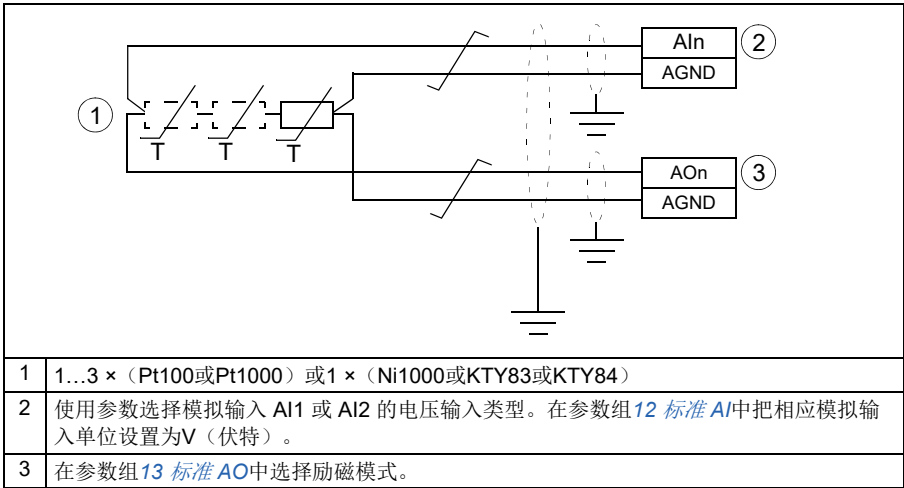 AIn
2
AGND
1
T
T
T
AOn
3
AGND
1 1…3 ×（Pt100或Pt1000）或1 ×（Ni1000或KTY83或KTY84）
2 使用参数选择模拟输入 AI1 或 AI2 的电压输入类型。在参数组12 标准 AI中把相应模拟输
入单位设置为V（伏特）。
3 在参数组13 标准 AO中选择励磁模式。